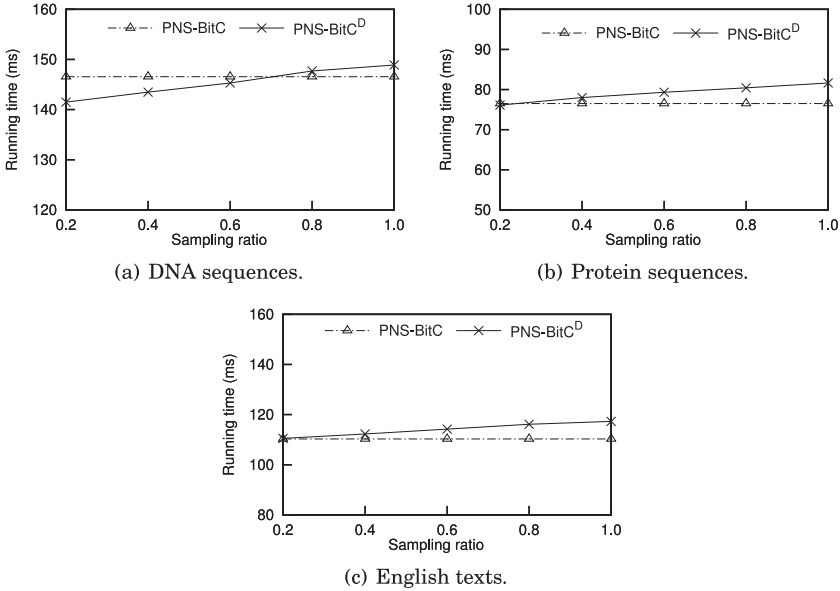 160
150
140
130
120
Running time (ms)
PNS-BitC
PNS-BitC^D
0.2 0.4 0.6 0.8 1.0
Sampling ratio
(a) DNA sequences.
100
90
80
70
60
50
Running time (ms)
PNS-BitC
PNS-BitC^D
0.2 0.4 0.6 0.8 1.0
Sampling ratio
(b) Protein sequences.
160
140
120
100
80
Running time (ms)
PNS-BitC
PNS-BitC^D
0.2 0.4 0.6 0.8 1.0
Sampling ratio
(c) English texts.